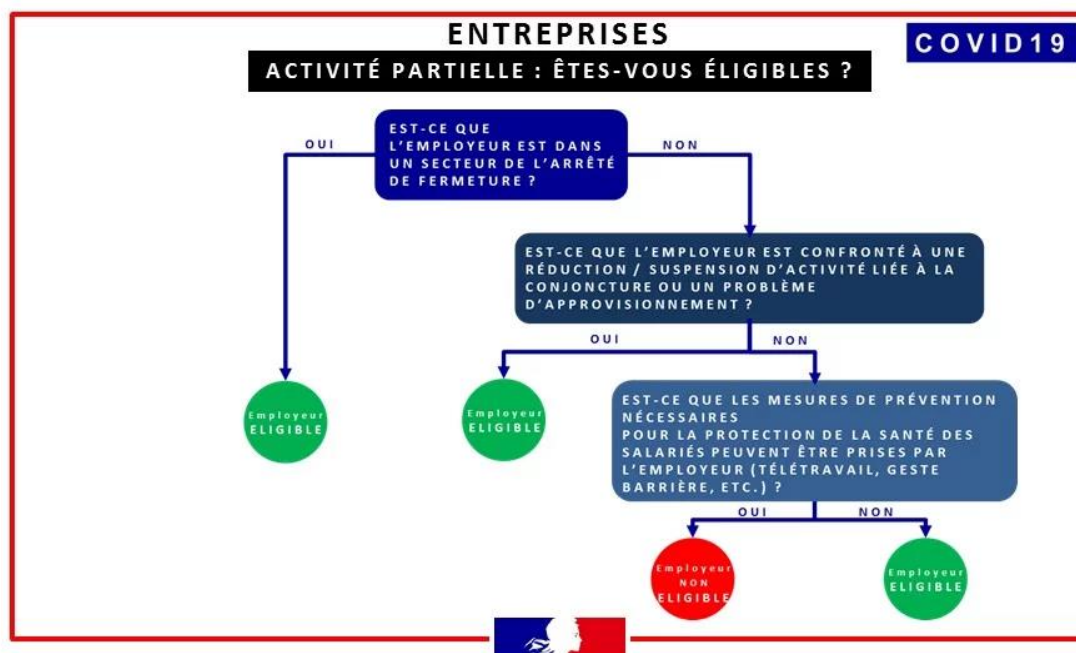 ENTREPRISES
COVID19
ACTIVITÉ PARTIELLE : ÊTES-VOUS ÉLIGIBLES ?
OUI
EST-CE QUE
L'EMPLOYEUR EST DANS
UN SECTEUR DE L'ARRÊTÉ
DE FERMETURE ?
NON
EST-CE QUE L'EMPLOYEUR EST CONFRONTÉ À UNE
RÉDUCTION / SUSPENSION D'ACTIVITÉ LIÉE À LA
CONJONCTURE OU UN PROBLÈME
D'APPROVISIONNEMENT ?
OUI
NON
Employeur
ELIGIBLE
Employeur
ELIGIBLE
EST-CE QUE LES MESURES DE PRÉVENTION
NÉCESSAIRES
POUR LA PROTECTION DE LA SANTÉ DES
SALARIÉS PEUVENT ÊTRE PRISES PAR
L'EMPLOYEUR (TÉLÉTRAVAIL, GESTE
BARRIÈRE, ETC.) ?
OUI
NON
Employeur
NON
ELIGIBLE
Employeur
ELIGIBLE